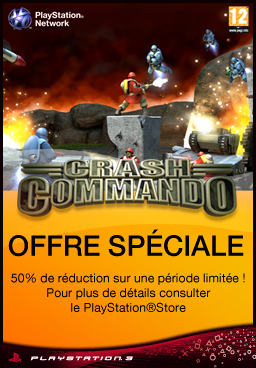 PlayStation®
Network
12
www.pegi.info
CRASH
COMMANDO
OFFRE SPÉCIALE
50% de réduction sur une période limitée !
Pour plus de détails consulter
le PlayStation®Store
PLAYSTATION 3